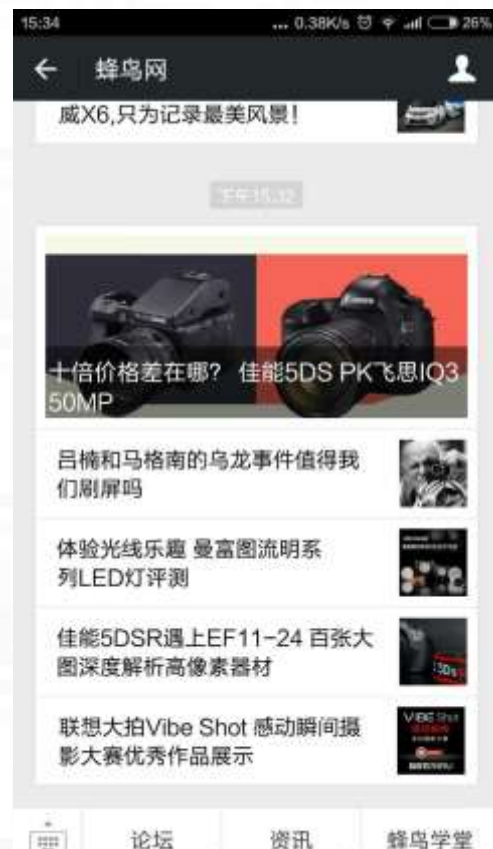 15:34
... 0.38K/s 26%
蜂鸟网
威X6,只为记录最美风景！
下午15:32
十倍价格差在哪？ 佳能5DS PK飞思IQ3
50MP
吕楠和马格南的乌龙事件值得我
们刷屏吗
体验光线乐趣 曼富图流明系
列LED灯评测
佳能5DSR遇上EF11-24 百张大
图深度解析高像素器材
联想大拍Vibe Shot 感动瞬间摄
影大赛优秀作品展示
VIBE Shot
论坛
资讯
蜂鸟学堂